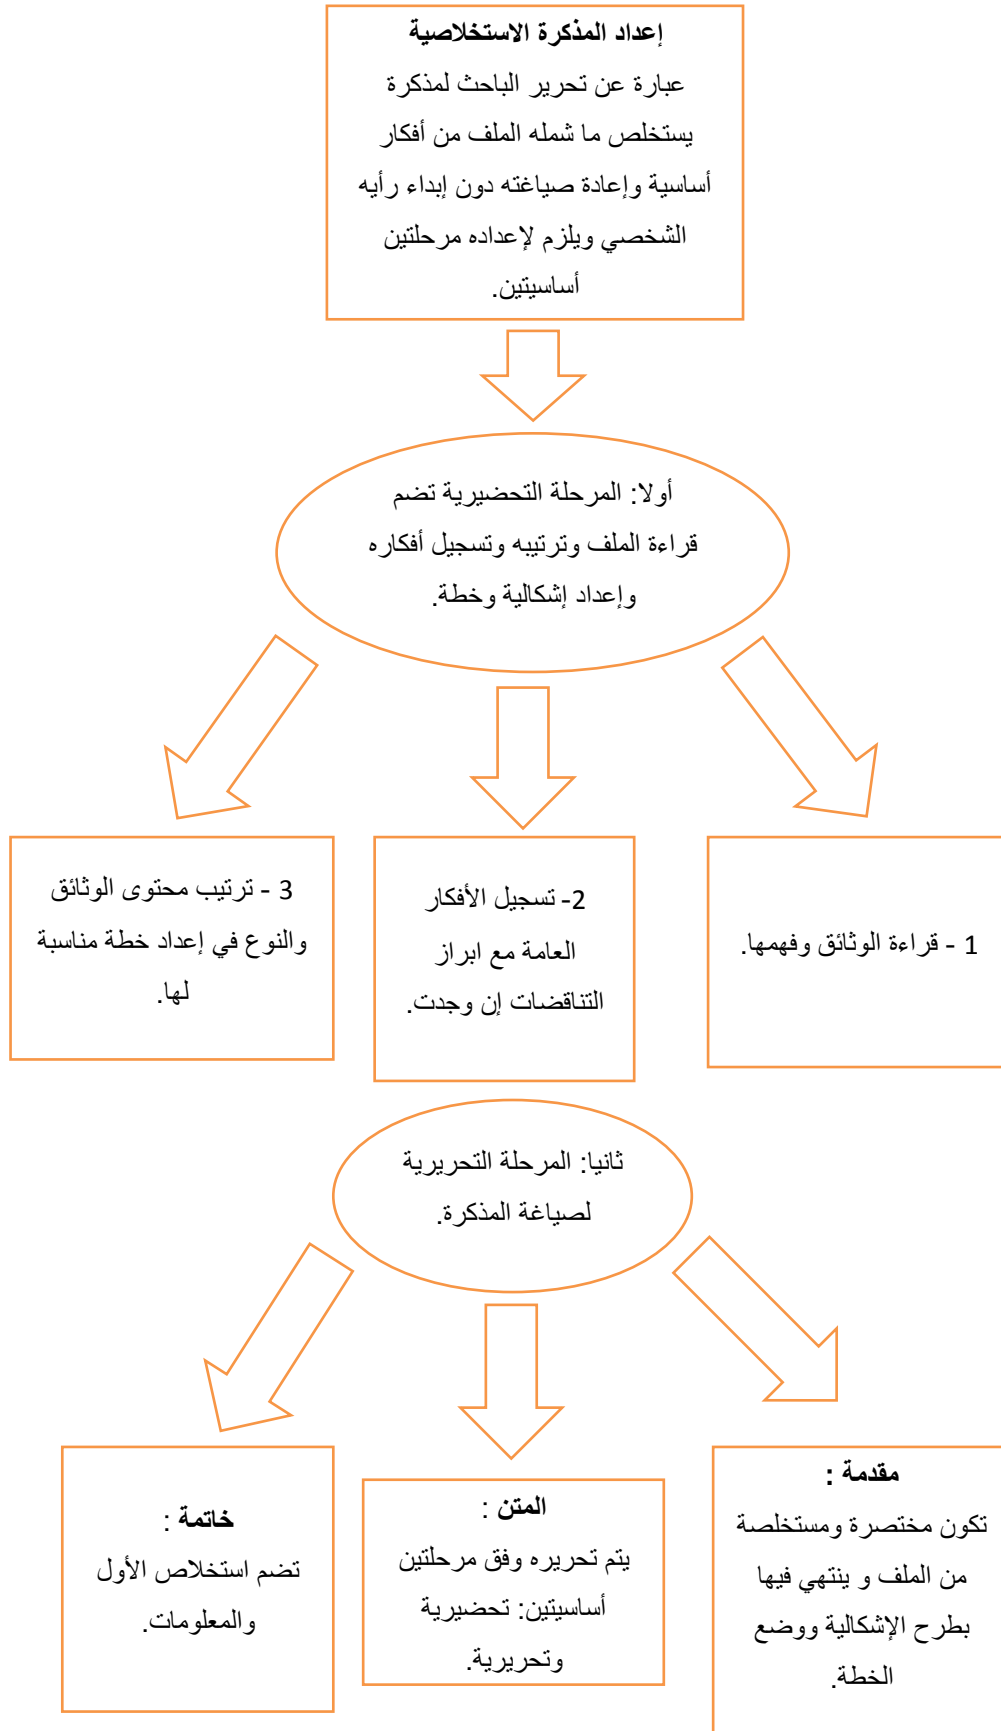 إعداد المذكرة الاستخلاصية
عبارة عن تحرير الباحث لمذكرة
يستخلص ما شمله الملف من أفكار
أساسية وإعادة صياغته دون إبداء رأيه
الشخصي ويلزم لإعداده مرحلتين
أساسيتين.
أولا: المرحلة التحضيرية تضم
قراءة الملف وترتيبه وتسجيل أفكاره
وإعداد إشكالية وخطة.
1 - قراءة الوثائق وفهمها.
2- تسجيل الأفكار
العامة مع ابراز
التناقضات إن وجدت.
3 - ترتيب محتوى الوثائق
والنوع في إعداد خطة مناسبة
لها.
ثانيا: المرحلة التحريرية
لصياغة المذكرة.
مقدمة :
تكون مختصرة ومستخلصة
من الملف و ينتهي فيها
بطرح الإشكالية ووضع
الخطة.
المتن :
يتم تحريره وفق مرحلتين
أساسيتين: تحضيرية
وتحريرية.
خاتمة :
تضم استخلاص الأول
والمعلومات.